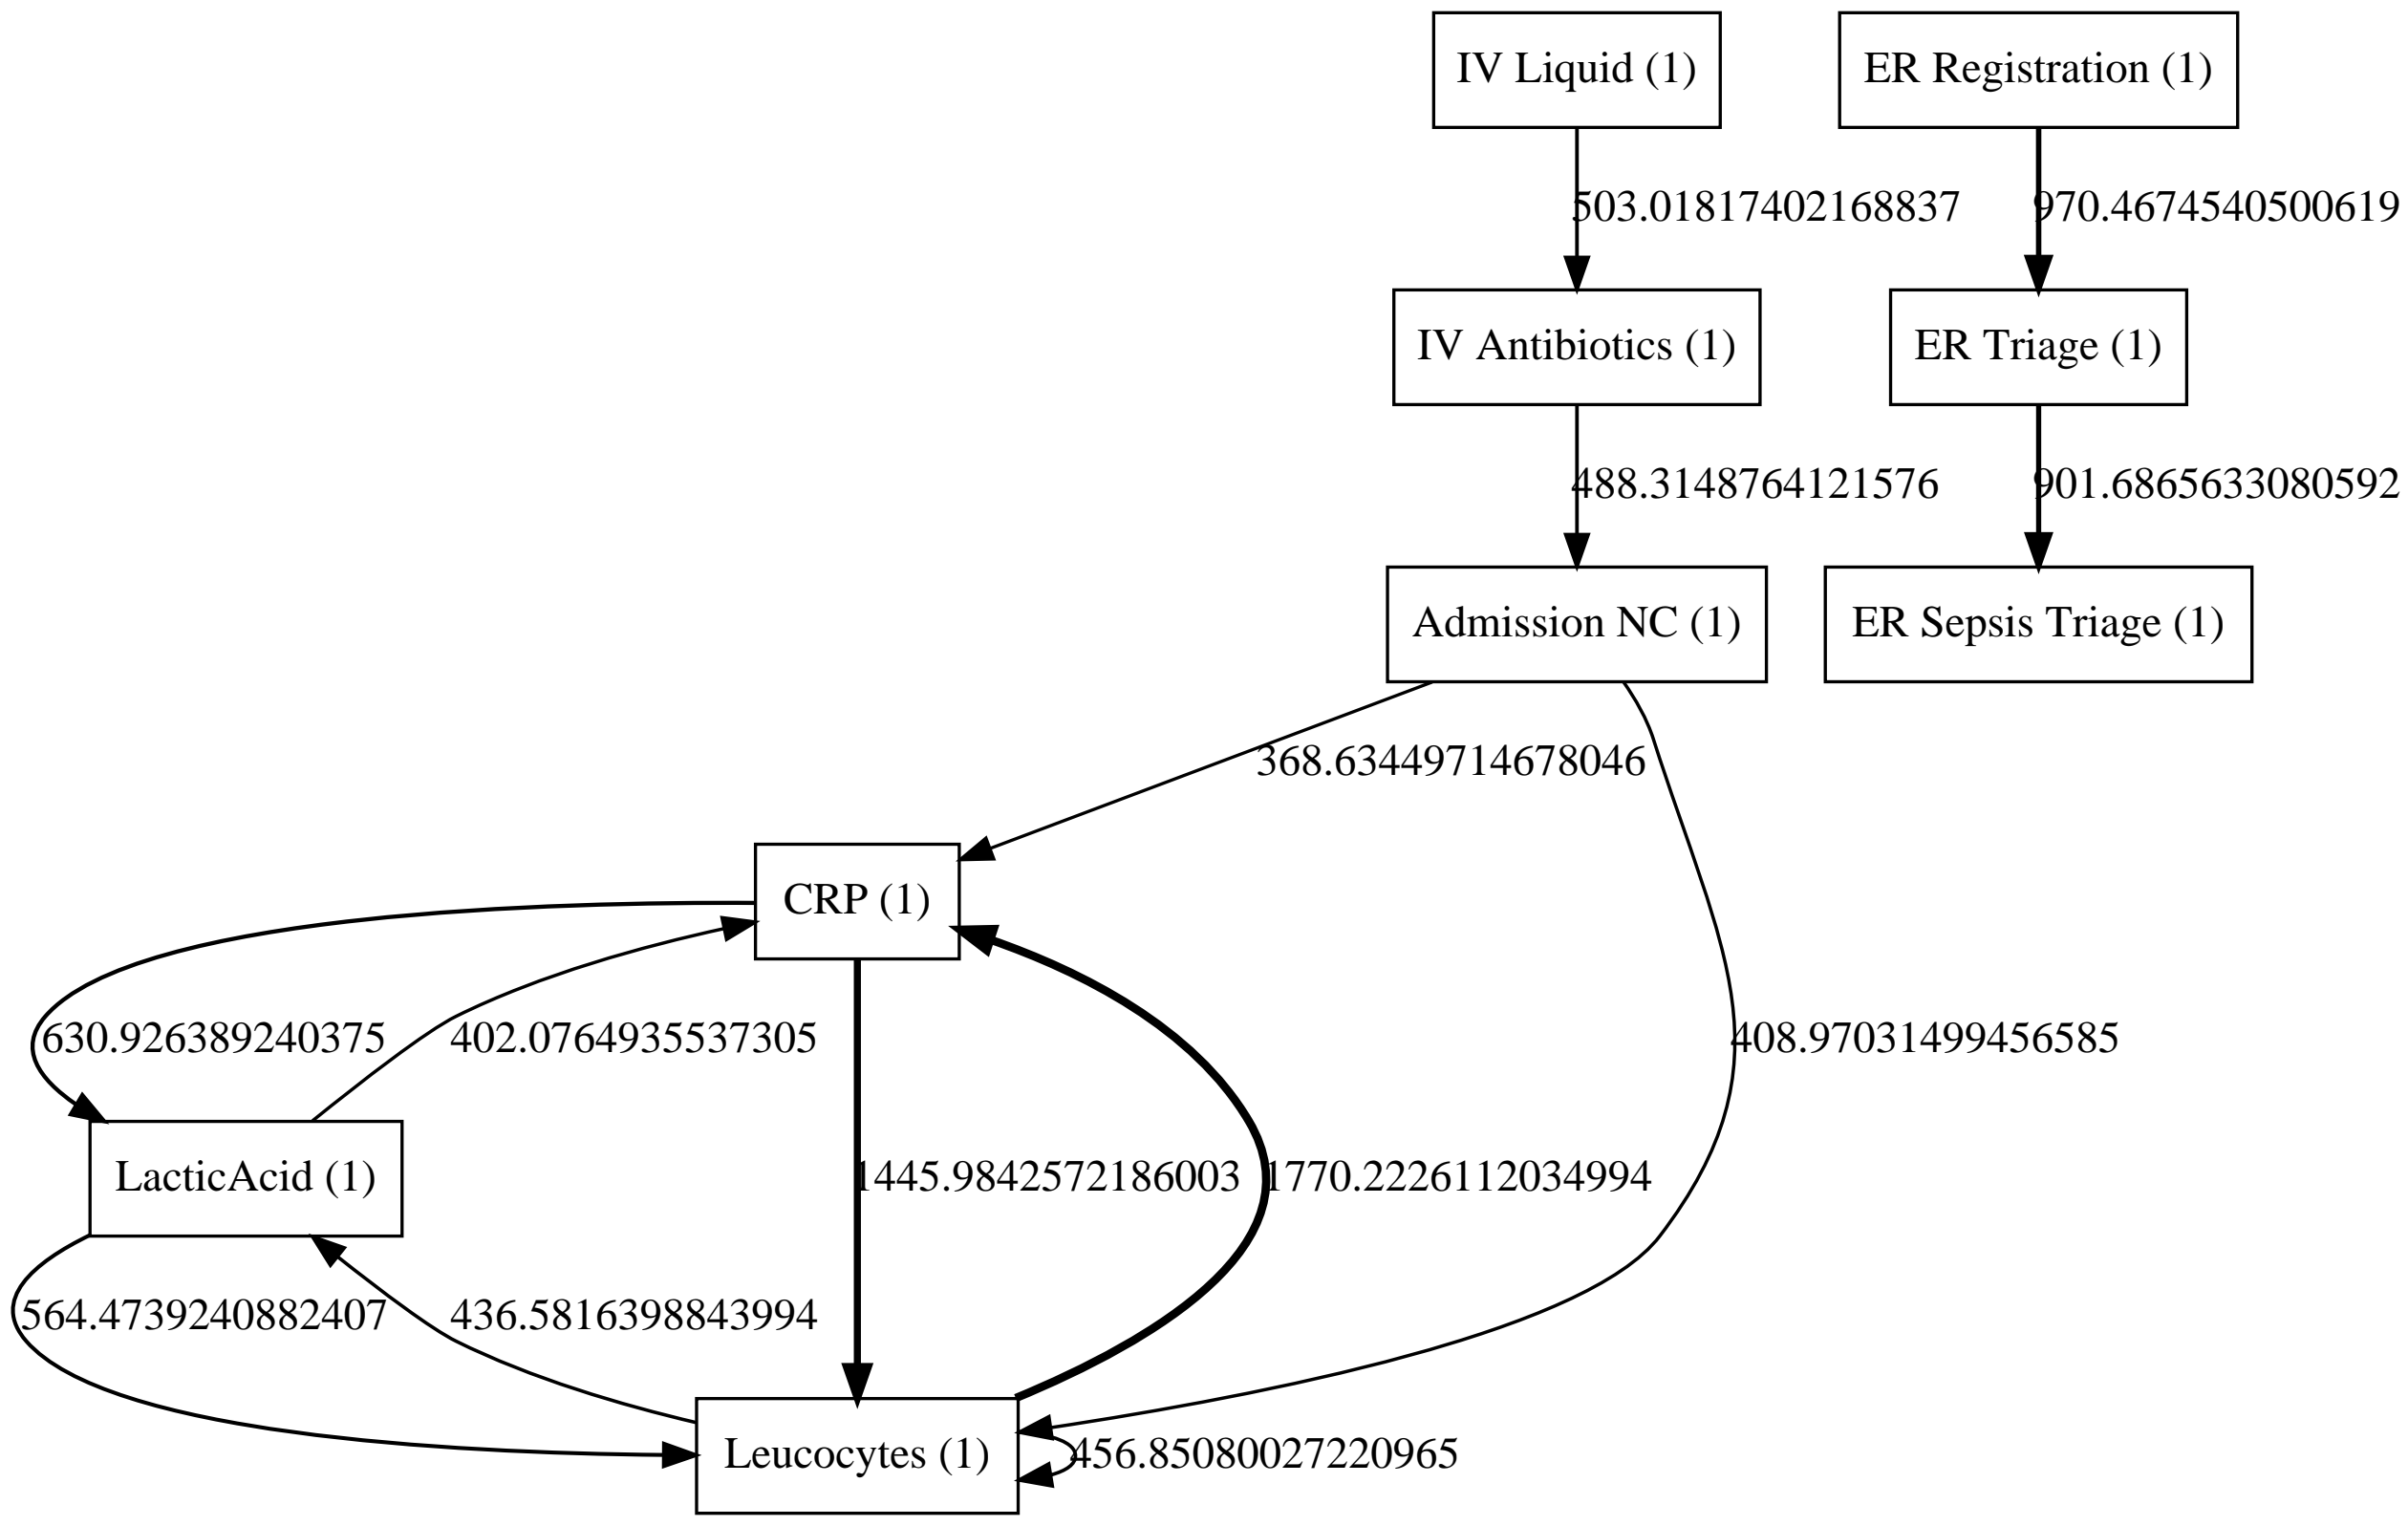 IV Liquid (1)
ER Registration (1)
503.01817402168837
970.4674540500619
IV Antibiotics (1)
ER Triage (1)
488.3148764121576
901.6865633080592
Admission NC (1)
ER Sepsis Triage (1)
368.63449714678046
CRP (1)
630.926389240375
402.0764935537305
408.97031499456585
LacticAcid (1)
1445.9842572186003
1770.2226112034994
564.4739240882407
436.5816398843994
Leucocytes (1)
456.85080027220965